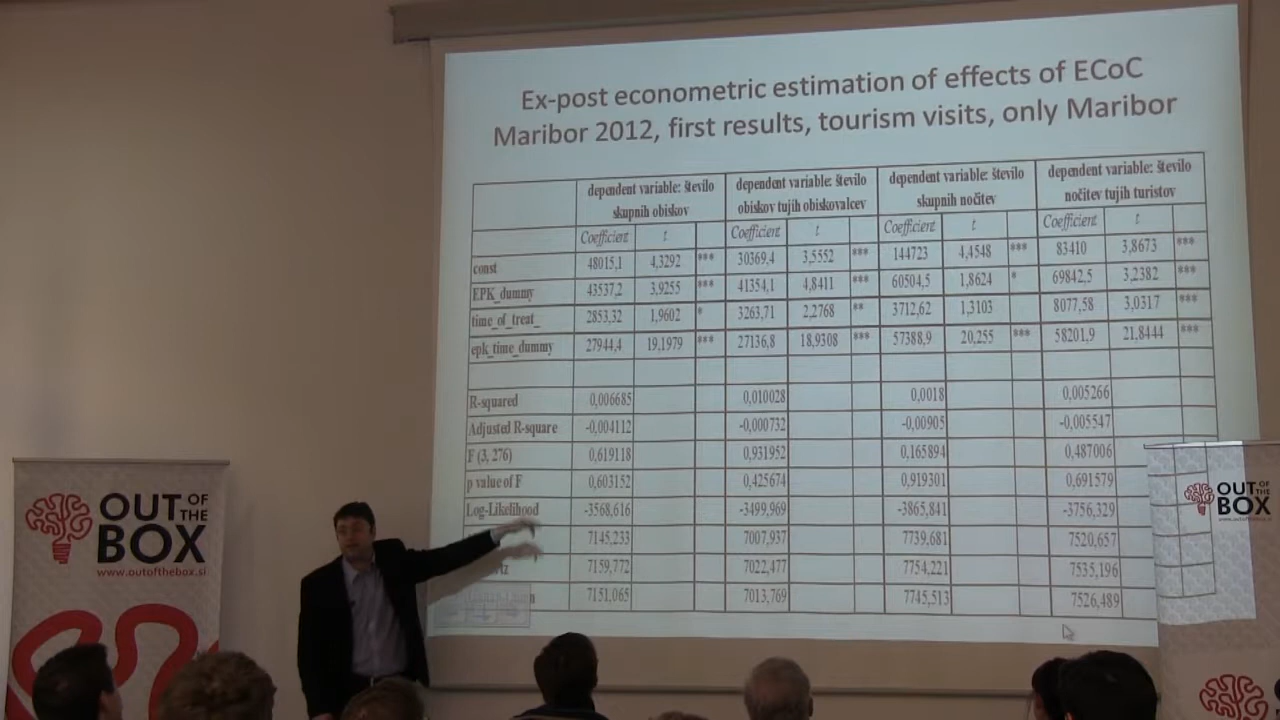 Ex-post econometric estimation of effects of ECoC
Maribor 2012, first results, tourism visits, only Maribor
dependent variable: število skupnih obiskov dependent variable: število obiskov tujih obiskovalcev dependent variable: število skupnih nočitev dependent variable: število nočitev tujih turistov
Coefficient t Coefficient t Coefficient t Coefficient t
const 48015,1 4,3292 *** 30369,4 3,5552 *** 144723 4,4548 *** 83410 3,8673 ***
EPK_dummy 43537,2 3,9255 *** 41354,1 4,8411 *** 60504,5 1,8624 * 69842,5 3,2382 ***
time_of_treat_ 2853,32 1,9602 * 3263,71 2,2768 ** 3712,62 1,3103 8077,58 3,0317 ***
epk_time_dummy 27944,4 19,1979 *** 27136,8 18,9308 *** 57388,9 20,255 *** 58201,9 21,8444 ***
R-squared 0,006685 0,010028 0,0018 0,005266
Adjusted R-square -0,004112 -0,000732 -0,00905 -0,005547
F (3, 276) 0,619118 0,931952 0,165894 0,487006
p value of F 0,603152 0,425674 0,919301 0,691579
Log-Likelihood -3568,616 -3499,969 -3865,841 -3756,329
7145,233 7007,937 7739,681 7520,657
7159,772 7022,477 7754,221 7535,196
7151,065 7013,769 7745,513 7526,489
OUT OF THE BOX
www.outofthebox.si
OUT OF THE BOX
www.outofthebox.si